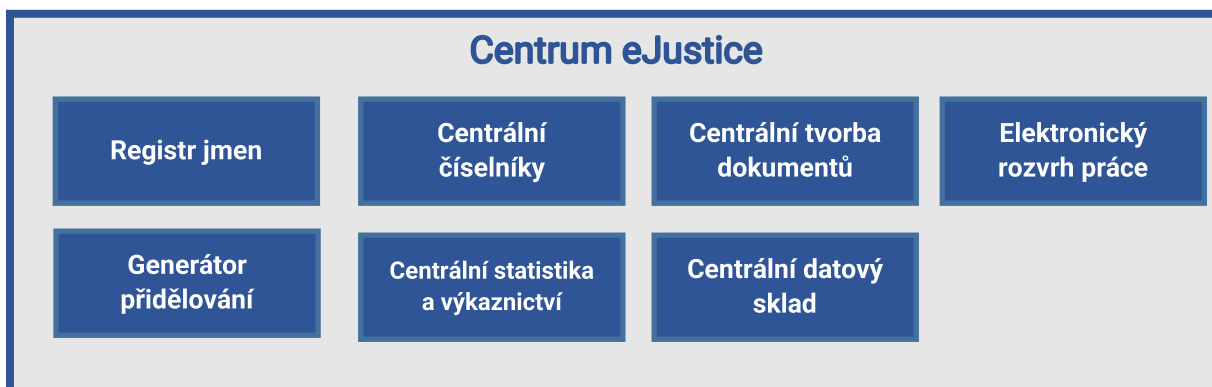 Centrum eJustice
Registr jmen
Centrální
číselníky
Centrální tvorba
dokumentů
Elektronický
rozvrh práce
Generátor
přidělování
Centrální statistika
a výkaznictví
Centrální datový
sklad